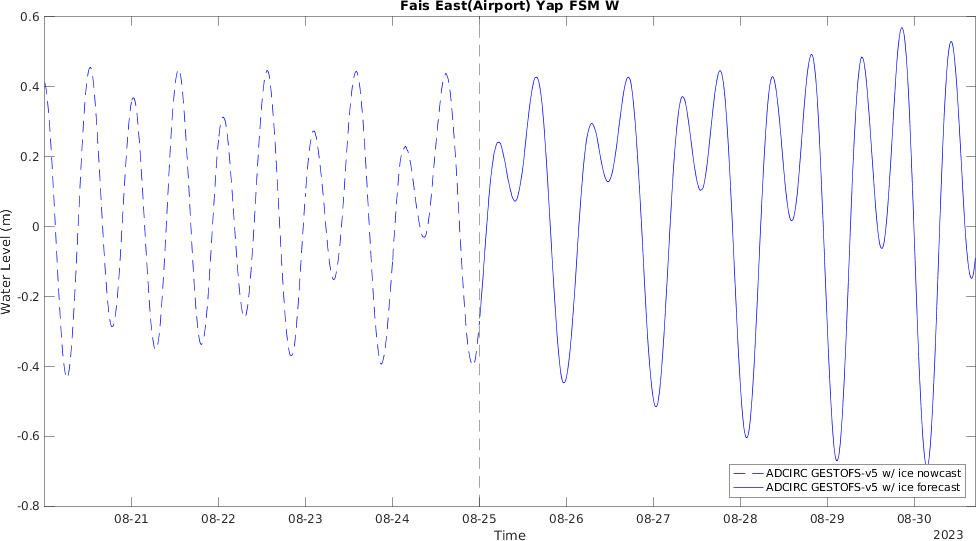 Fais East(Airport) Yap FSM W
0.6
0.4
0.2
0
-0.2
-0.4
-0.6
-0.8
Water Level (m)
ADCIRC GESTOFS-v5 w/ ice nowcast
ADCIRC GESTOFS-v5 w/ ice forecast
08-21 08-22 08-23 08-24 08-25 08-26 08-27 08-28 08-29 08-30
Time
2023